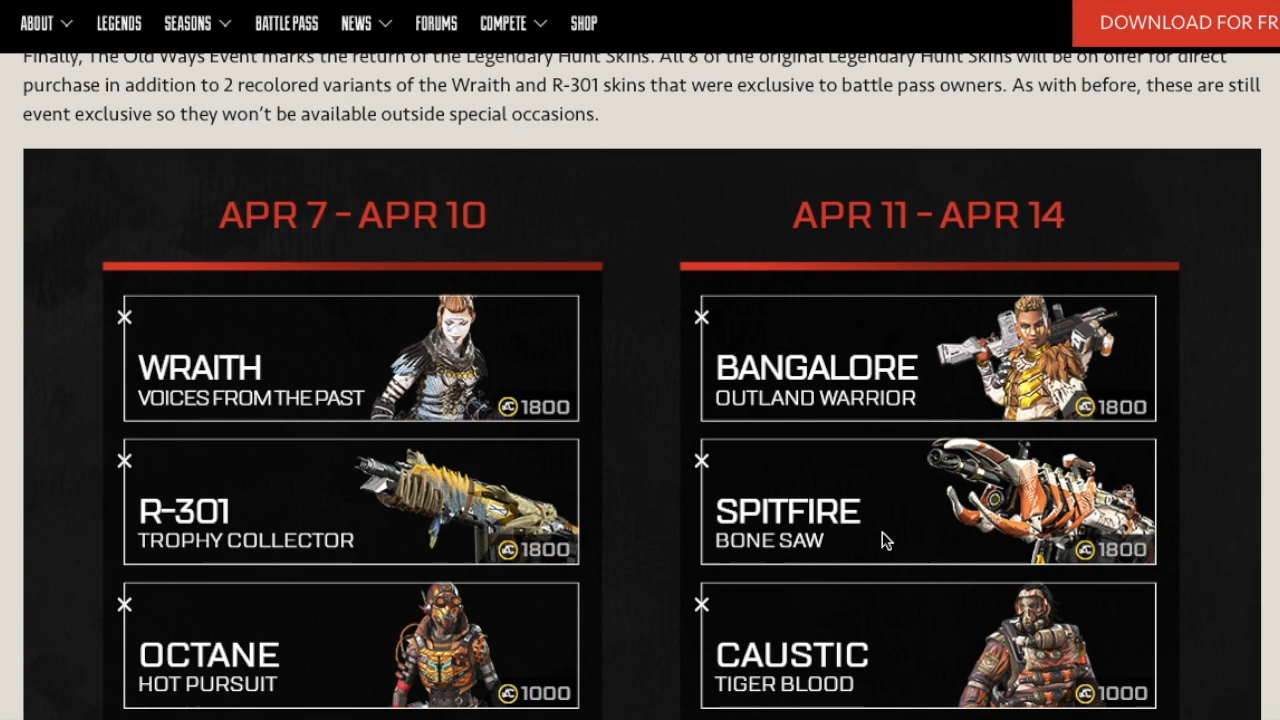 ABOUT LEGENDS SEASONS BATTLE PASS NEWS FORUMS COMPETE SHOP DOWNLOAD FOR FR
Finally, The Old Ways Event marks the return of the Legendary Hunt Skins. All 8 of the original Legendary Hunt Skins will be on offer for direct
purchase in addition to 2 recolored variants of the Wraith and R-301 skins that were exclusive to battle pass owners. As with before, these are still
event exclusive so they won't be available outside special occasions.
APR 7 - APR 10
WRAITH
VOICES FROM THE PAST
1800
R-301
TROPHY COLLECTOR
1800
OCTANE
HOT PURSUIT
1000
APR 11 - APR 14
BANGALORE
OUTLAND WARRIOR
1800
SPITFIRE
BONE SAW
1800
CAUSTIC
TIGER BLOOD
1000